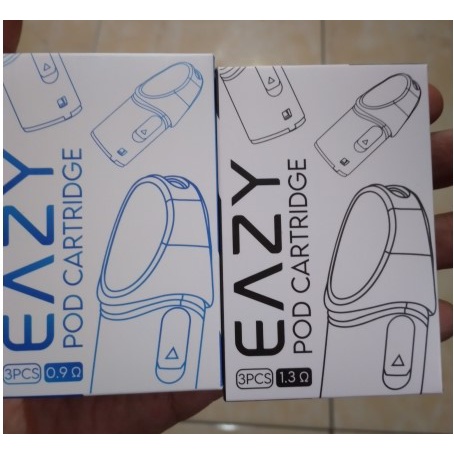 EAZY
POD CARTRIDGE
3PCS 0.9 Ω
EAZY
POD CARTRIDGE
3PCS 1.3 Ω